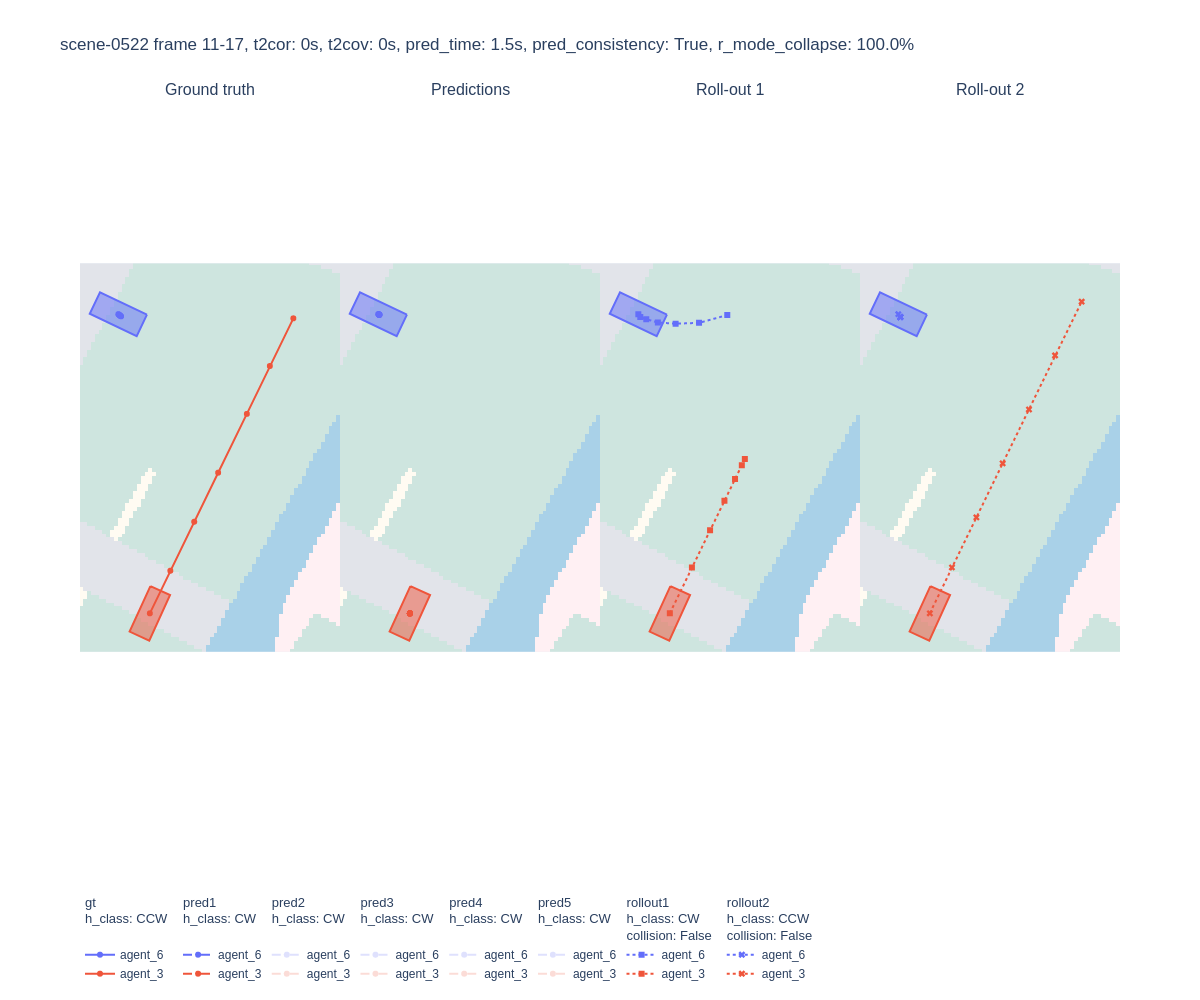 scene-0522 frame 11-17, t2cor: 0s, t2cov: 0s, pred_time: 1.5s, pred_consistency: True, r_mode_collapse: 100.0%
Ground truth
Predictions
Roll-out 1
Roll-out 2
gt
h_class: CCW
agent_6
agent_3
pred1
h_class: CW
agent_6
agent_3
pred2
h_class: CW
agent_6
agent_3
pred3
h_class: CW
agent_6
agent_3
pred4
h_class: CW
agent_6
agent_3
pred5
h_class: CW
agent_6
agent_3
rollout1
h_class: CW
collision: False
agent_6
agent_3
rollout2
h_class: CCW
collision: False
agent_6
agent_3